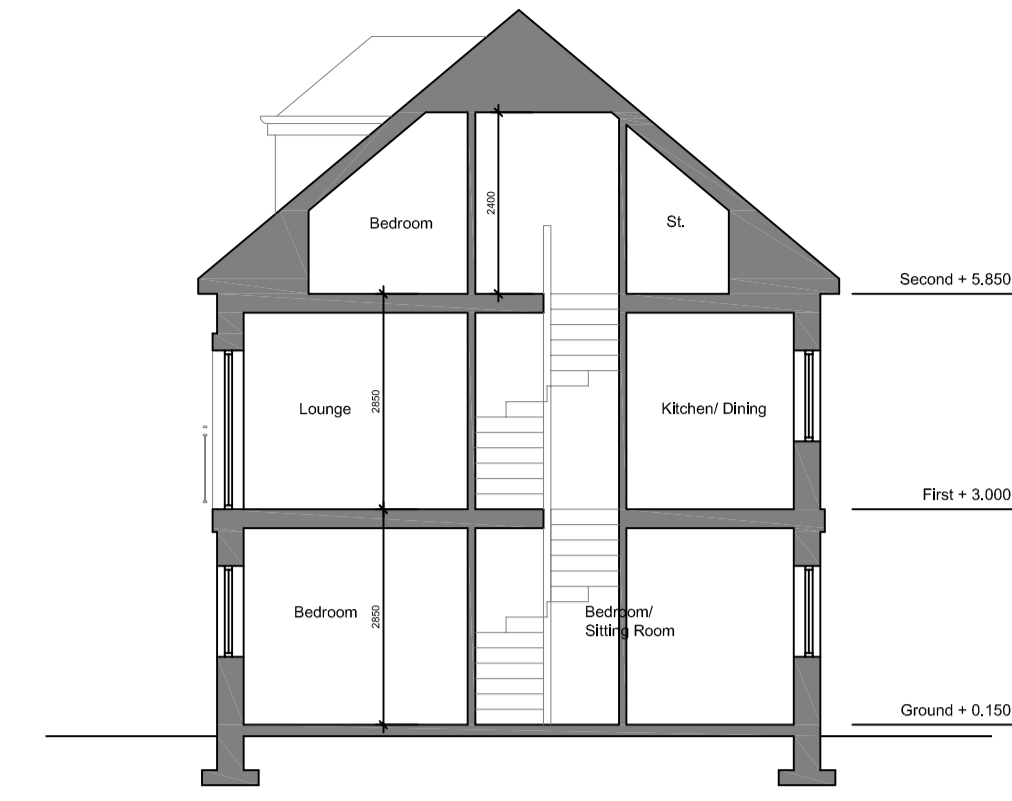 2400
Bedroom
St.
Second + 5.850
Lounge
2850
Kitchen/ Dining
First + 3.000
Bedroom
2850
Bedroom/
Sitting Room
Ground + 0.150